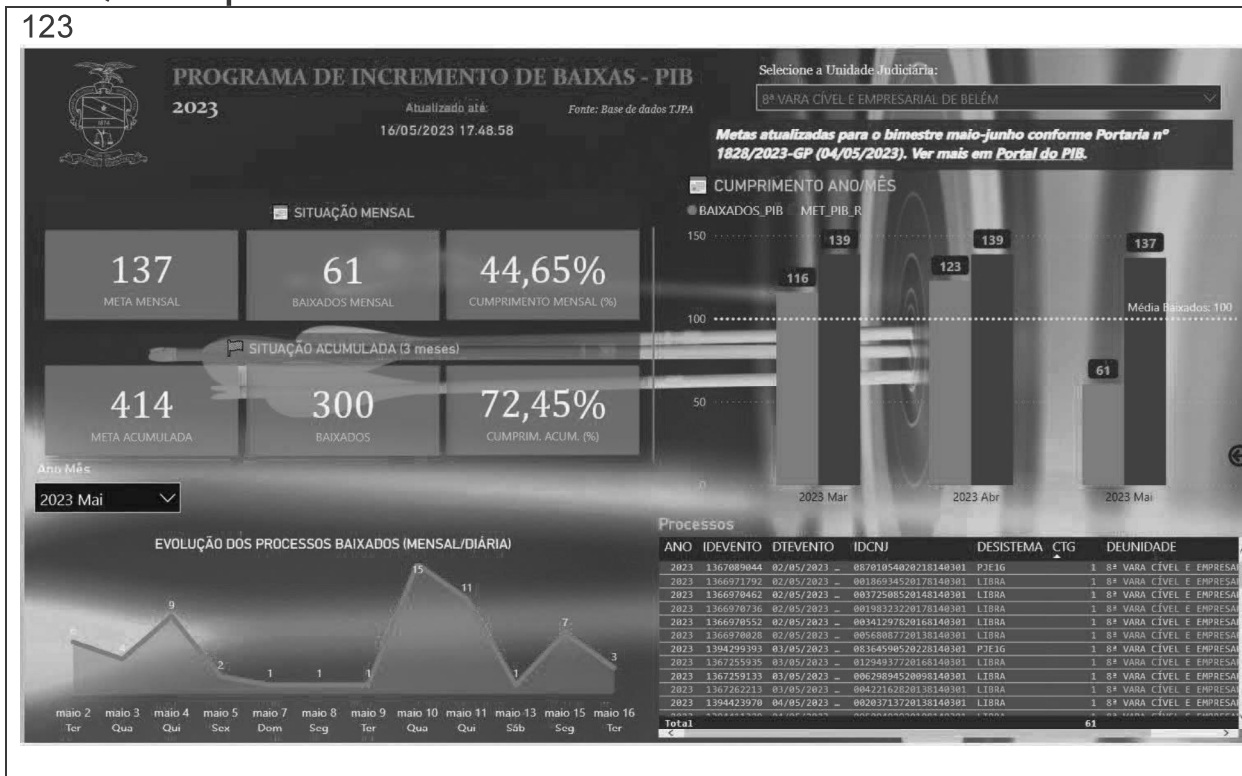 123
PROGRAMA DE INCREMENTO DE BAIXAS - PIB
2023
Atualizado até:
Fonte: Base de dados TJPA
16/05/2023 17.48.58
Selecione a Unidade Judiciária:
8ª VARA CÍVEL E EMPRESARIAL DE BELÉM
Metas atualizadas para o bimestre maio-junho conforme Portaria nº
1828/2023-GP (04/05/2023). Ver mais em Portal do PIB.
SITUAÇÃO MENSAL
137
META MENSAL
61
BAIXADOS MENSAL
44,65%
CUMPRIMENTO MENSAL (%)
SITUAÇÃO ACUMULADA (3 meses)
414
META ACUMULADA
300
BAIXADOS
72,45%
CUMPRIM. ACUM. (%)
CUMPRIMENTO ANO/MÊS
BAIXADOS_PIB MET_PIB_R
150
100
50
0
116
139
123
139
61
137
Média Baixados: 100
2023 Mar
2023 Abr
2023 Mai
Ano Mês
2023 Mai
EVOLUÇÃO DOS PROCESSOS BAIXADOS (MENSAL/DIÁRIA)
4 9 2 1 1 1 15 11 1 7 3
maio 2 maio 3 maio 4 maio 5 maio 7 maio 8 maio 9 maio 10 maio 11 maio 13 maio 15 maio 16
Ter Qua Qui Sex Dom Seg Ter Qua Qui Sáb Seg Ter
Processos
ANO IDEVENTO DTEVENTO IDCNJ DESISTEMA CTG DEUNIDADE
2023 1367089044 02/05/2023 … 08701054020218140301 PJE1G 1 8ª VARA CÍVEL E EMPRESA
2023 1366971792 02/05/2023 … 00186934520178140301 LIBRA 1 8ª VARA CÍVEL E EMPRESA
2023 1366970462 02/05/2023 … 00372508520148140301 LIBRA 1 8ª VARA CÍVEL E EMPRESA
2023 1366970736 02/05/2023 … 00198323220178140301 LIBRA 1 8ª VARA CÍVEL E EMPRESA
2023 1366970552 02/05/2023 … 00341297820168140301 LIBRA 1 8ª VARA CÍVEL E EMPRESA
2023 1366970028 02/05/2023 … 00568087720138140301 LIBRA 1 8ª VARA CÍVEL E EMPRESA
2023 1394299393 03/05/2023 … 08364590520228140301 PJE1G 1 8ª VARA CÍVEL E EMPRESA
2023 1367255935 03/05/2023 … 01294937720168140301 LIBRA 1 8ª VARA CÍVEL E EMPRESA
2023 1367259133 03/05/2023 … 00629894520098140301 LIBRA 1 8ª VARA CÍVEL E EMPRESA
2023 1367262213 03/05/2023 … 00422162820138140301 LIBRA 1 8ª VARA CÍVEL E EMPRESA
2023 1394423970 04/05/2023 … 00203713720138140301 LIBRA 1 8ª VARA CÍVEL E EMPRESA
Total 61